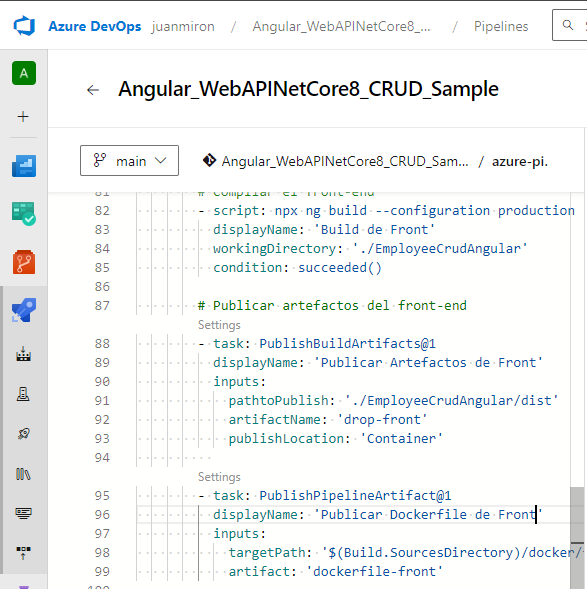 Azure DevOps juanmiron / Angular_WebAPINetCore8_CRUD_Sample_... / Pipelines
A
Angular_WebAPINetCore8_CRUD_Sample
main Angular_WebAPINetCore8_CRUD_Sam... / azure-pi.
81 # Compilar el front-end
82 - script: npx ng build --configuration production
83 displayName: 'Build de Front'
84 workingDirectory: './EmployeeCrudAngular'
85 condition: succeeded()
86
87 # Publicar artefactos del front-end
Settings
88 - task: PublishBuildArtifacts@1
89 displayName: 'Publicar Artefactos de Front'
90 inputs:
91 pathtoPublish: './EmployeeCrudAngular/dist'
92 artifactName: 'drop-front'
93 publishLocation: 'Container'
94
Settings
95 - task: PublishPipelineArtifact@1
96 displayName: 'Publicar Dockerfile de Front'
97 inputs:
98 targetPath: '$(Build.SourcesDirectory)/docker/
99 artifact: 'dockerfile-front'
100